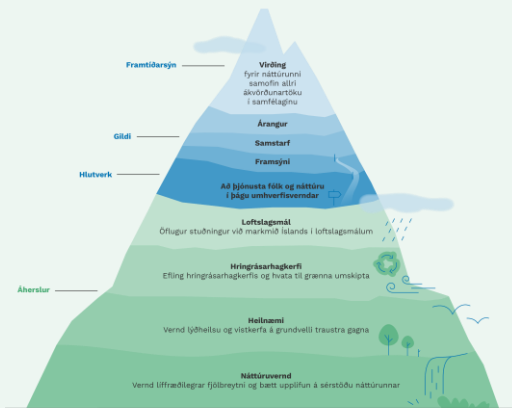 Framtíðarsýn
Virðing
fyrir náttúrunni
samofin allri
ákvörðunartöku
í samfélaginu
Gildi
Árangur
Samstarf
Framsýni
Hlutverk
Að þjónusta fólk og náttúru
í þágu umhverfisverndar
Áherslur
Loftslagsmál
Öflugur stuðningur við markmið Íslands í loftslagsmálum
Hringrásarhagkerfi
Efling hringrásarhagkerfis og hvata til grænna umskipta
Heilnæmi
Vernd lýðheilsu og vistkerfa á grundvelli traustra gagna
Náttúruvernd
Vernd líffræðilegrar fjölbreytni og bætt upplifun á sérstöðu náttúrunnar